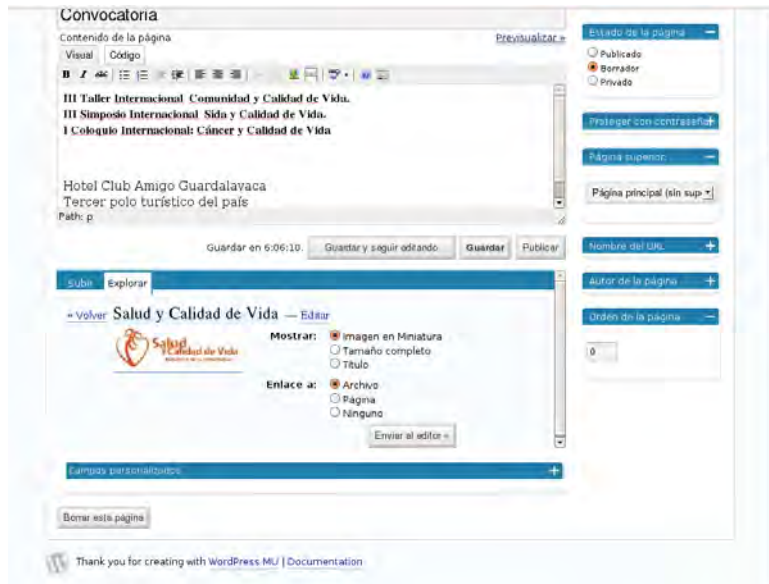 Convocatoria
Contenido de la página
Previsualizar »
Visual Código
B I ABC
III Taller Internacional Comunidad y Calidad de Vida.
III Simposio Internacional Sida y Calidad de Vida.
I Coloquio Internacional: Cáncer y Calidad de Vida
Hotel Club Amigo Guardalavaca
Tercer polo turístico del país
Path: p
Guardar en 6:06:10. Guardar y seguir editando Guardar Publicar
Subir Explorar
« Volver Salud y Calidad de Vida — Editar
Salud
y Calidad de Vida
Mostrar: Imagen en Miniatura
Tamaño completo
Título
Enlace a: Archivo
Página
Ninguno
Enviar al editor »
Campos personalizados +
Borrar esta página
Thank you for creating with WordPress MU | Documentation
Estado de la página —
Publicado
Borrador
Privado
Proteger con contraseña +
Página superior: —
Página principal (sin sup
Nombre del URL +
Autor de la página +
Orden de la página —
0